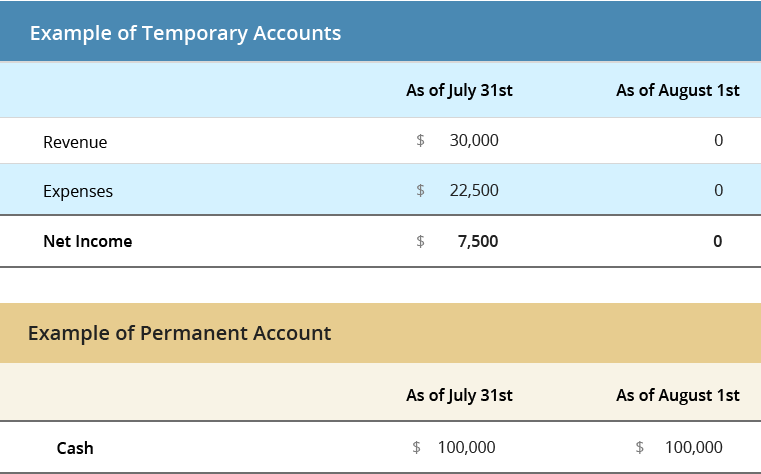 Example of Temporary Accounts
As of July 31st As of August 1st
Revenue $ 30,000 0
Expenses $ 22,500 0
Net Income $ 7,500 0
Example of Permanent Account
As of July 31st As of August 1st
Cash $ 100,000 $ 100,000